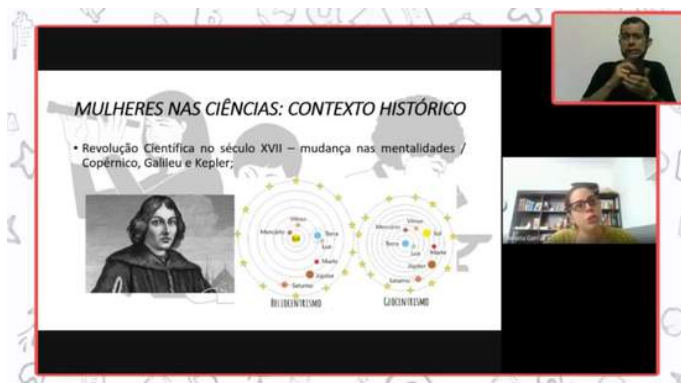 MULHERES NAS CIÊNCIAS: CONTEXTO HISTÓRICO
• Revolução Científica no século XVII – mudança nas mentalidades /
Copérnico, Galileu e Kepler;
Vênus
Mercúrio
Sol
Terra
Lua
Marte
Júpiter
Saturno
HELIOCENTRISMO
Vênus
Mercúrio
Sol
Terra
Lua
Marte
Júpiter
Saturno
GEOCENTRISMO